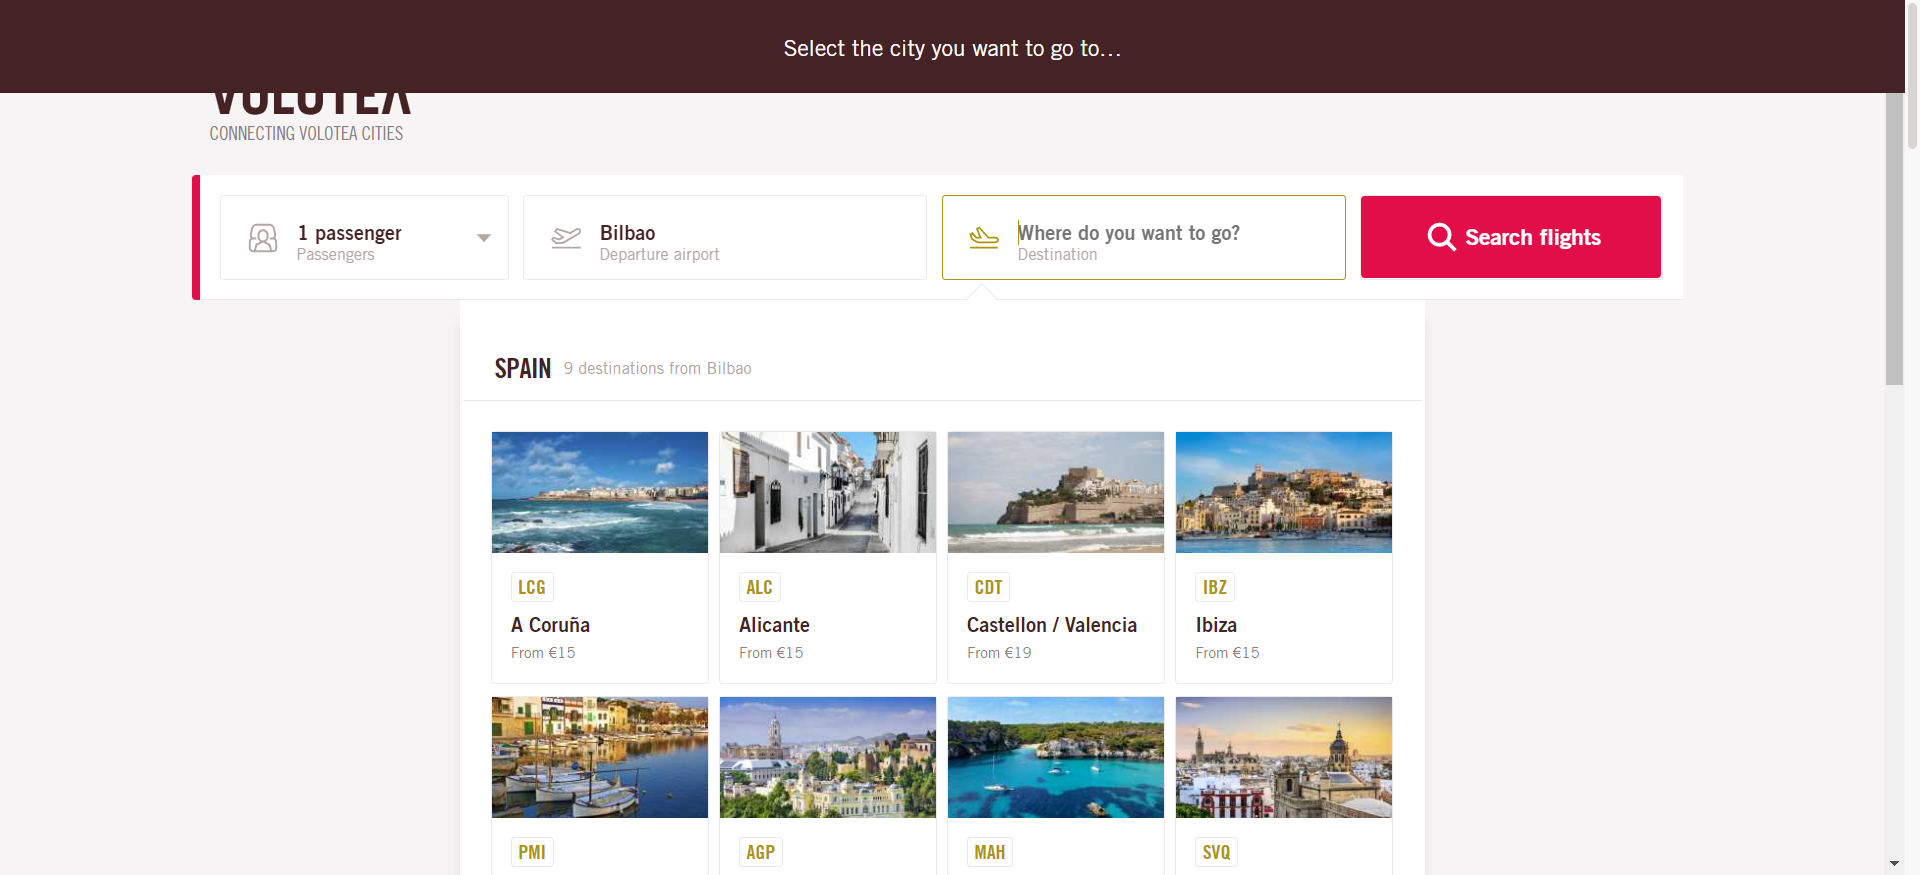 Select the city you want to go to...
VOLOTEA
CONNECTING VOLOTEA CITIES
1 passenger
Passengers
Bilbao
Departure airport
Where do you want to go?
Destination
Search flights
SPAIN 9 destinations from Bilbao
LCG
A Coruña
From €15
ALC
Alicante
From €15
CDT
Castellon / Valencia
From €19
IBZ
Ibiza
From €15
PMI
AGP
MAH
SVQ